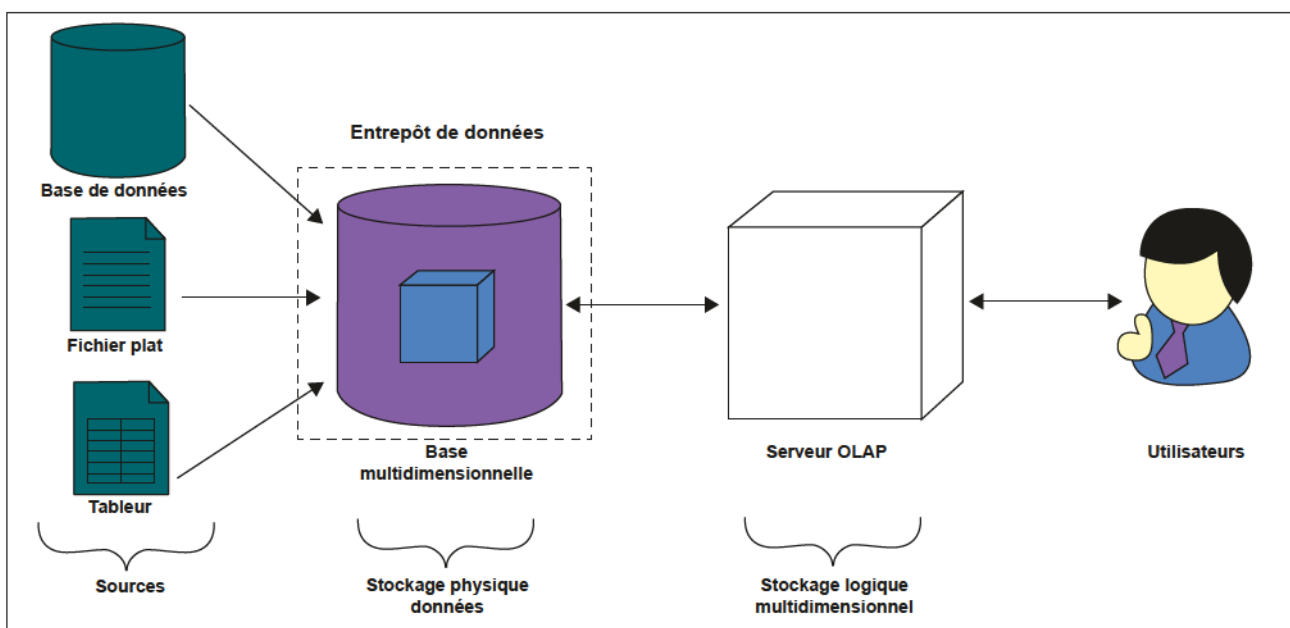 Base de données
Fichier plat
Tableur
Sources
Entrepôt de données
Base
multidimensionnelle
Stockage physique
données
Serveur OLAP
Stockage logique
multidimensionnel
Utilisateurs